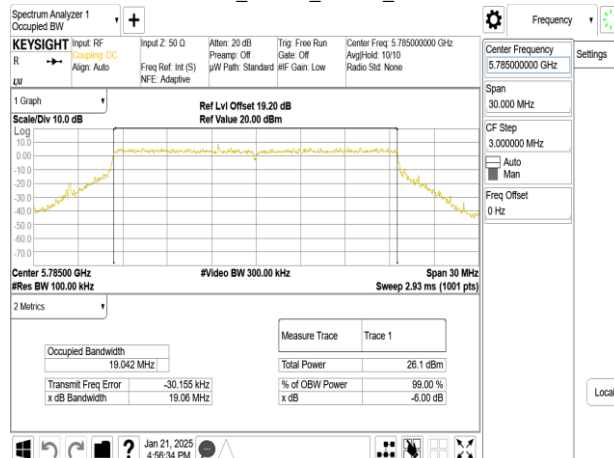 Spectrum Analyzer 1
Occupied BW
Frequency
KEYSIGHT
Input: RF
Coupling: DC
Align: Auto
Input Z: 50 Ω
Freq Ref: Int (S)
NFE: Adaptive
Atten: 20 dB
Preamp: Off
µW Path: Standard
Trig: Free Run
Gate: Off
#IF Gain: Low
Center Freq: 5.785000000 GHz
Avg|Hold: 10/10
Radio Std: None
R
LXI
Center Frequency
5.785000000 GHz
Settings
Span
30.000 MHz
CF Step
3.000000 MHz
Auto
Man
Freq Offset
0 Hz
Local
1 Graph
Ref Lvl Offset 19.20 dB
Scale/Div 10.0 dB
Ref Value 20.00 dBm
Log
10.0
0.00
-10.0
-20.0
-30.0
-40.0
-50.0
-60.0
-70.0
Center 5.78500 GHz
#Video BW 300.00 kHz
Span 30 MHz
#Res BW 100.00 kHz
Sweep 2.93 ms (1001 pts)
2 Metrics
Measure Trace
Trace 1
Occupied Bandwidth
19.042 MHz
Total Power
26.1 dBm
Transmit Freq Error
-30.155 kHz
% of OBW Power
99.00 %
x dB Bandwidth
19.06 MHz
x dB
-6.00 dB
?
Jan 21, 2025
4:56:34 PM